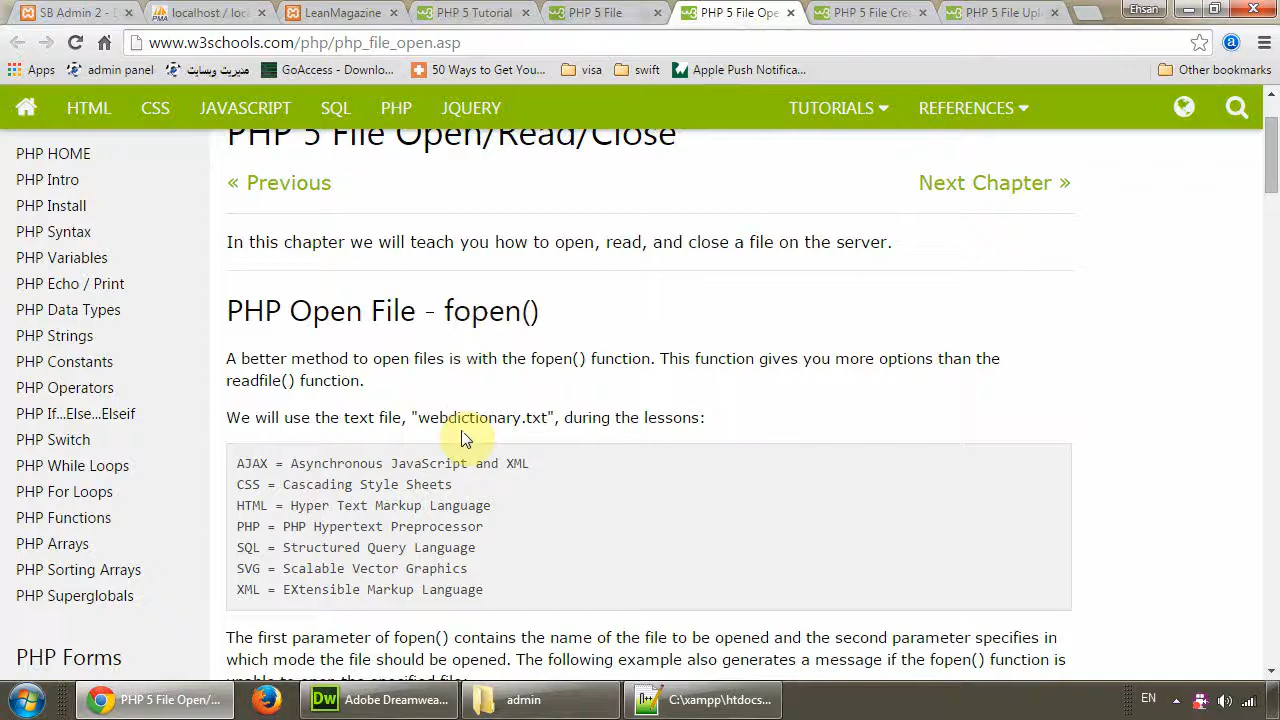 SB Admin 2 - E
localhost / loc
LeanMagazine
PHP 5 Tutorial
PHP 5 File
PHP 5 File Ope
PHP 5 File Cre
PHP 5 File Upl
Ehsan
www.w3schools.com/php/php_file_open.asp
Apps
admin panel
مدیریت وبسایت
GoAccess - Downlo...
50 Ways to Get You...
visa
swift
Apple Push Notifica...
Other bookmarks
HTML
CSS
JAVASCRIPT
SQL
PHP
JQUERY
TUTORIALS
REFERENCES
PHP HOME
PHP Intro
PHP Install
PHP Syntax
PHP Variables
PHP Echo / Print
PHP Data Types
PHP Strings
PHP Constants
PHP Operators
PHP If...Else...Elseif
PHP Switch
PHP While Loops
PHP For Loops
PHP Functions
PHP Arrays
PHP Sorting Arrays
PHP Superglobals
PHP Forms
PHP 5 File Open/Read/Close
« Previous
Next Chapter »
In this chapter we will teach you how to open, read, and close a file on the server.
PHP Open File - fopen()
A better method to open files is with the fopen() function. This function gives you more options than the
readfile() function.
We will use the text file, "webdictionary.txt", during the lessons:
AJAX = Asynchronous JavaScript and XML
CSS = Cascading Style Sheets
HTML = Hyper Text Markup Language
PHP = PHP Hypertext Preprocessor
SQL = Structured Query Language
SVG = Scalable Vector Graphics
XML = EXtensible Markup Language
The first parameter of fopen() contains the name of the file to be opened and the second parameter specifies in
which mode the file should be opened. The following example also generates a message if the fopen() function is
unable to open the specified file:
PHP 5 File Open/...
Dw
Adobe Dreamwea...
admin
C:\xampp\htdocs...
EN